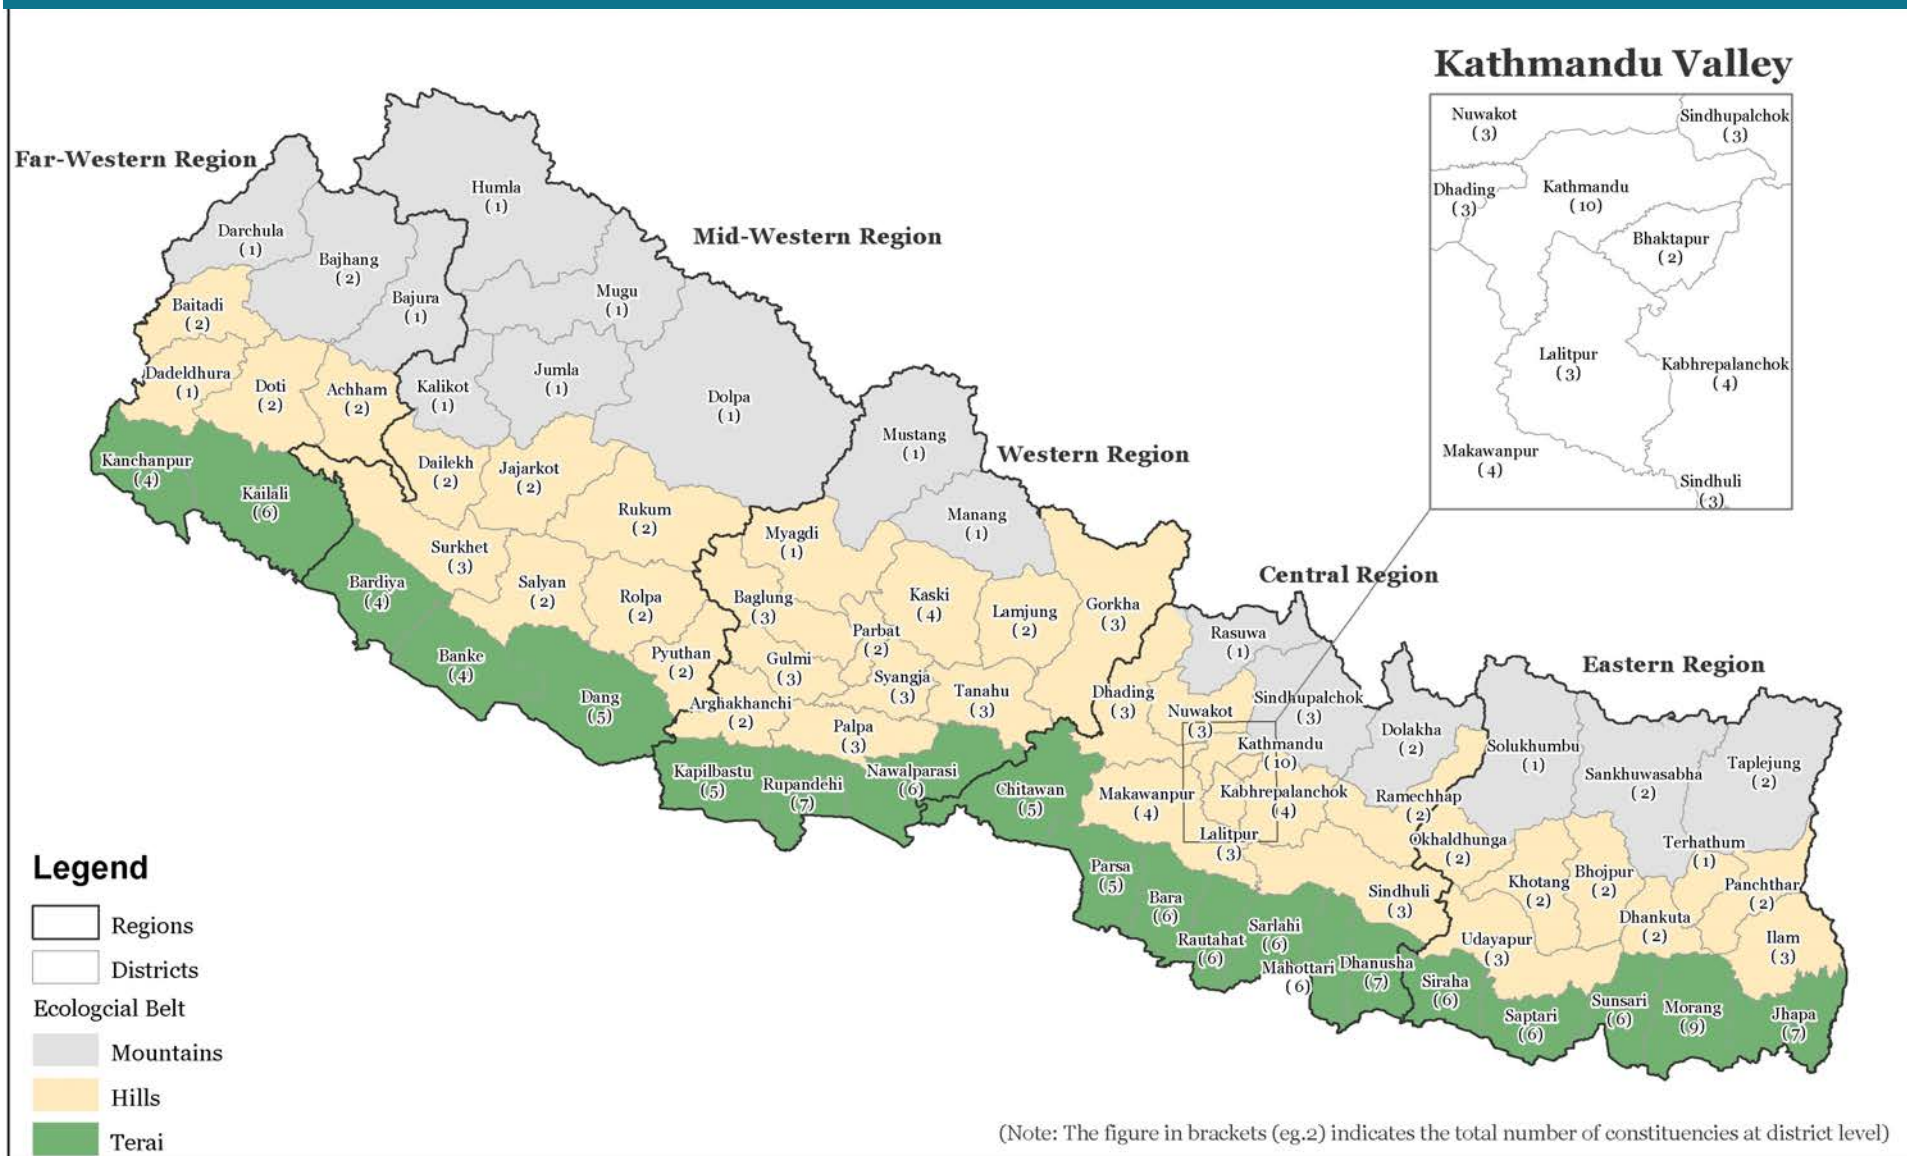 Kathmandu Valley
Nuwakot
(3)
Sindhupalchok
(3)
Dhading
(3)
Kathmandu
(10)
Bhaktapur
(2)
Lalitpur
(3)
Kabhrepalanchok
(4)
Makawanpur
(4)
Sindhuli
(3)
Far-Western Region
Darchula
(1)
Bajhang
(2)
Bajura
(1)
Baitadi
(2)
Dadeldhura
(1)
Doti
(2)
Achham
(2)
Kanchanpur
(4)
Kailali
(6)
Mid-Western Region
Humla
(1)
Mugu
(1)
Kalikot
(1)
Jumla
(1)
Dolpa
(1)
Dailekh
(2)
Jajarkot
(2)
Rukum
(2)
Surkhet
(3)
Salyan
(2)
Rolpa
(2)
Pyuthan
(2)
Bardiya
(4)
Banke
(4)
Dang
(5)
Western Region
Mustang
(1)
Manang
(1)
Myagdi
(1)
Baglung
(3)
Kaski
(4)
Lamjung
(2)
Gorkha
(3)
Parbat
(2)
Gulmi
(3)
Syangja
(3)
Tanahu
(3)
Arghakhanchi
(2)
Palpa
(3)
Kapilbastu
(5)
Rupandehi
(7)
Nawalparasi
(6)
Central Region
Rasuwa
(1)
Dhading
(3)
Nuwakot
(3)
Sindhupalchok
(3)
Dolakha
(2)
Kathmandu
(10)
Chitawan
(5)
Makawanpur
(4)
Kabhrepalanchok
(4)
Ramechhap
(2)
Lalitpur
(3)
Parsa
(5)
Bara
(6)
Rautahat
(6)
Sarlahi
(6)
Sindhuli
(3)
Mahottari
(6)
Dhanusha
(7)
Eastern Region
Solukhumbu
(1)
Sankhuwasabha
(2)
Taplejung
(2)
Okhaldhunga
(2)
Terhathum
(1)
Khotang
(2)
Bhojpur
(2)
Panchthar
(2)
Dhankuta
(2)
Udayapur
(3)
Ilam
(3)
Siraha
(6)
Saptari
(6)
Sunsari
(6)
Morang
(9)
Jhapa
(7)
Legend
Regions
Districts
Ecologcial Belt
Mountains
Hills
Terai
(Note: The figure in brackets (eg.2) indicates the total number of constituencies at district level)